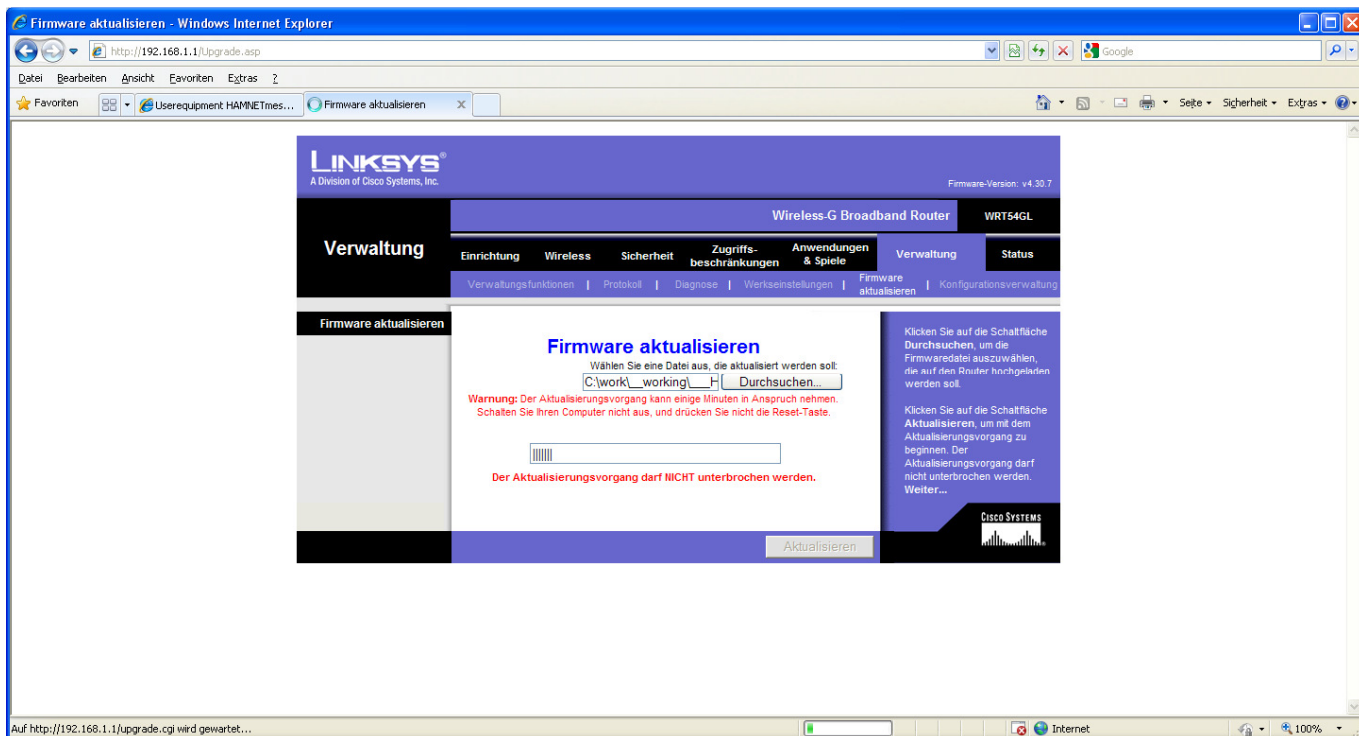 Firmware aktualisieren - Windows Internet Explorer
http://192.168.1.1/Upgrade.asp
Google
Datei Bearbeiten Ansicht Favoriten Extras ?
Favoriten Userequipment HAMNETmes... Firmware aktualisieren Seite Sicherheit Extras
LINKSYS®
A Division of Cisco Systems, Inc.
Firmware-Version: v4.30.7
Wireless-G Broadband Router WRT54GL
Verwaltung
Einrichtung Wireless Sicherheit Zugriffs-beschränkungen Anwendungen & Spiele Verwaltung Status
Verwaltungsfunktionen | Protokoll | Diagnose | Werkseinstellungen | Firmware aktualisieren | Konfigurationsverwaltung
Firmware aktualisieren
Firmware aktualisieren
Wählen Sie eine Datei aus, die aktualisiert werden soll:
C:\work\__working\___H Durchsuchen...
Warnung: Der Aktualisierungsvorgang kann einige Minuten in Anspruch nehmen.
Schalten Sie Ihren Computer nicht aus, und drücken Sie nicht die Reset-Taste.
|||||||
Der Aktualisierungsvorgang darf NICHT unterbrochen werden.
Aktualisieren
Klicken Sie auf die Schaltfläche
Durchsuchen, um die
Firmwaredatei auszuwählen,
die auf den Router hochgeladen
werden soll.
Klicken Sie auf die Schaltfläche
Aktualisieren, um mit dem
Aktualisierungsvorgang zu
beginnen. Der
Aktualisierungsvorgang darf
nicht unterbrochen werden.
Weiter...
CISCO SYSTEMS
Auf http://192.168.1.1/upgrade.cgi wird gewartet... Internet 100%